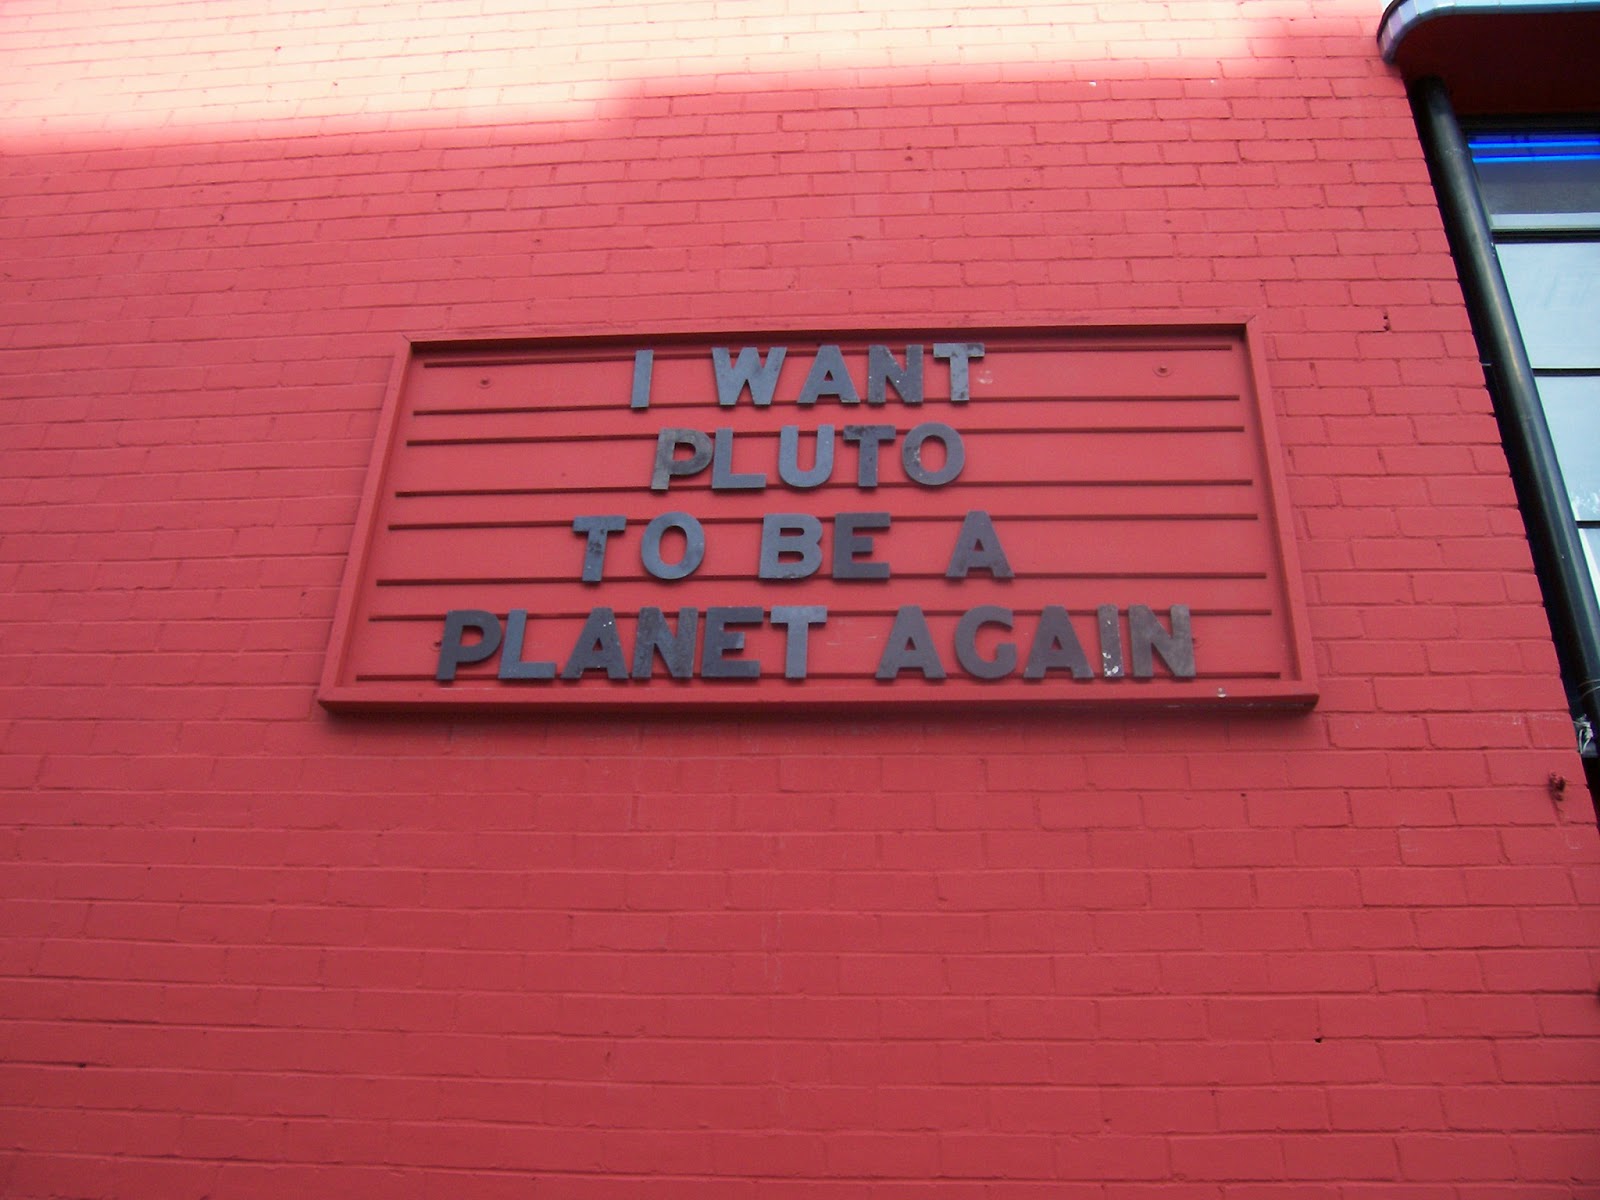 I WANT
PLUTO
TO BE A
PLANET AGAIN